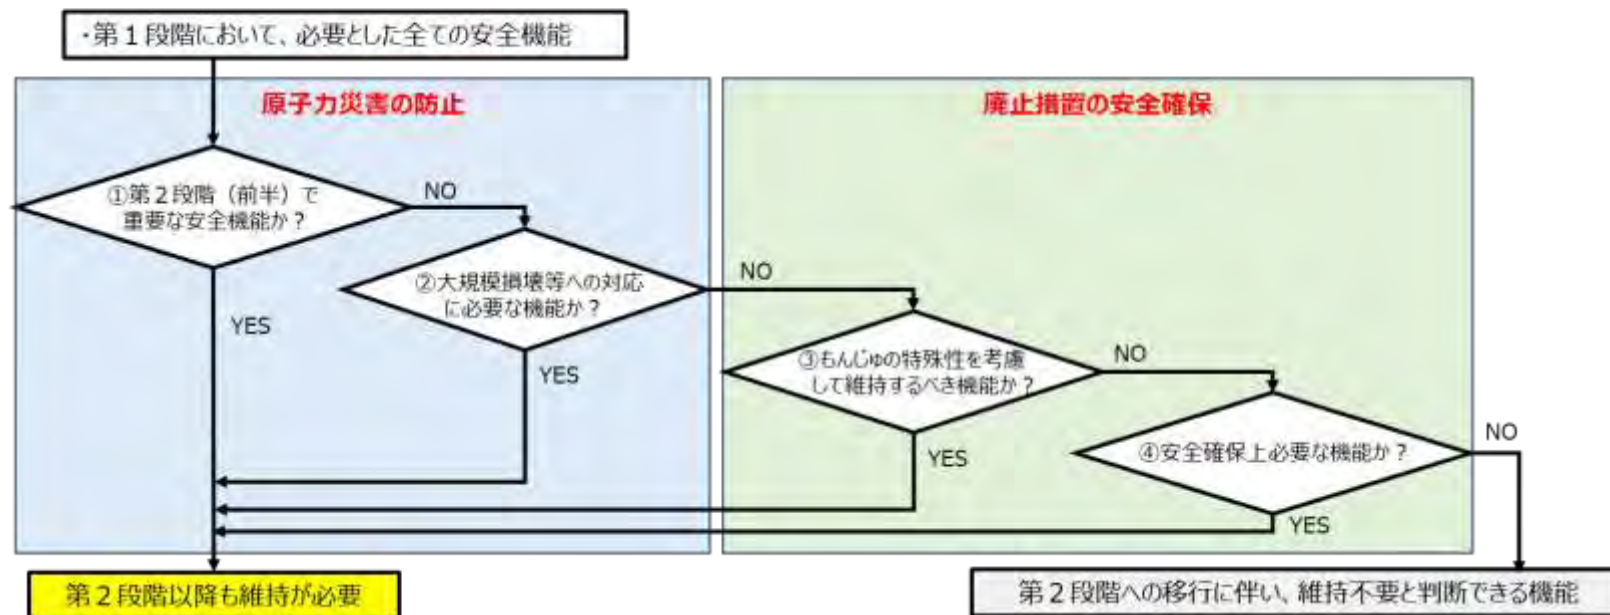 ・第1段階において、必要とした全ての安全機能
原子力災害の防止
廃止措置の安全確保
①第2段階（前半）で
重要な安全機能か？
NO
YES
②大規模損壊等への対応
に必要な機能か？
NO
YES
③もんじゅの特殊性を考慮
して維持するべき機能か？
NO
YES
④安全確保上必要な機能か？
NO
YES
第2段階以降も維持が必要
第2段階への移行に伴い、維持不要と判断できる機能